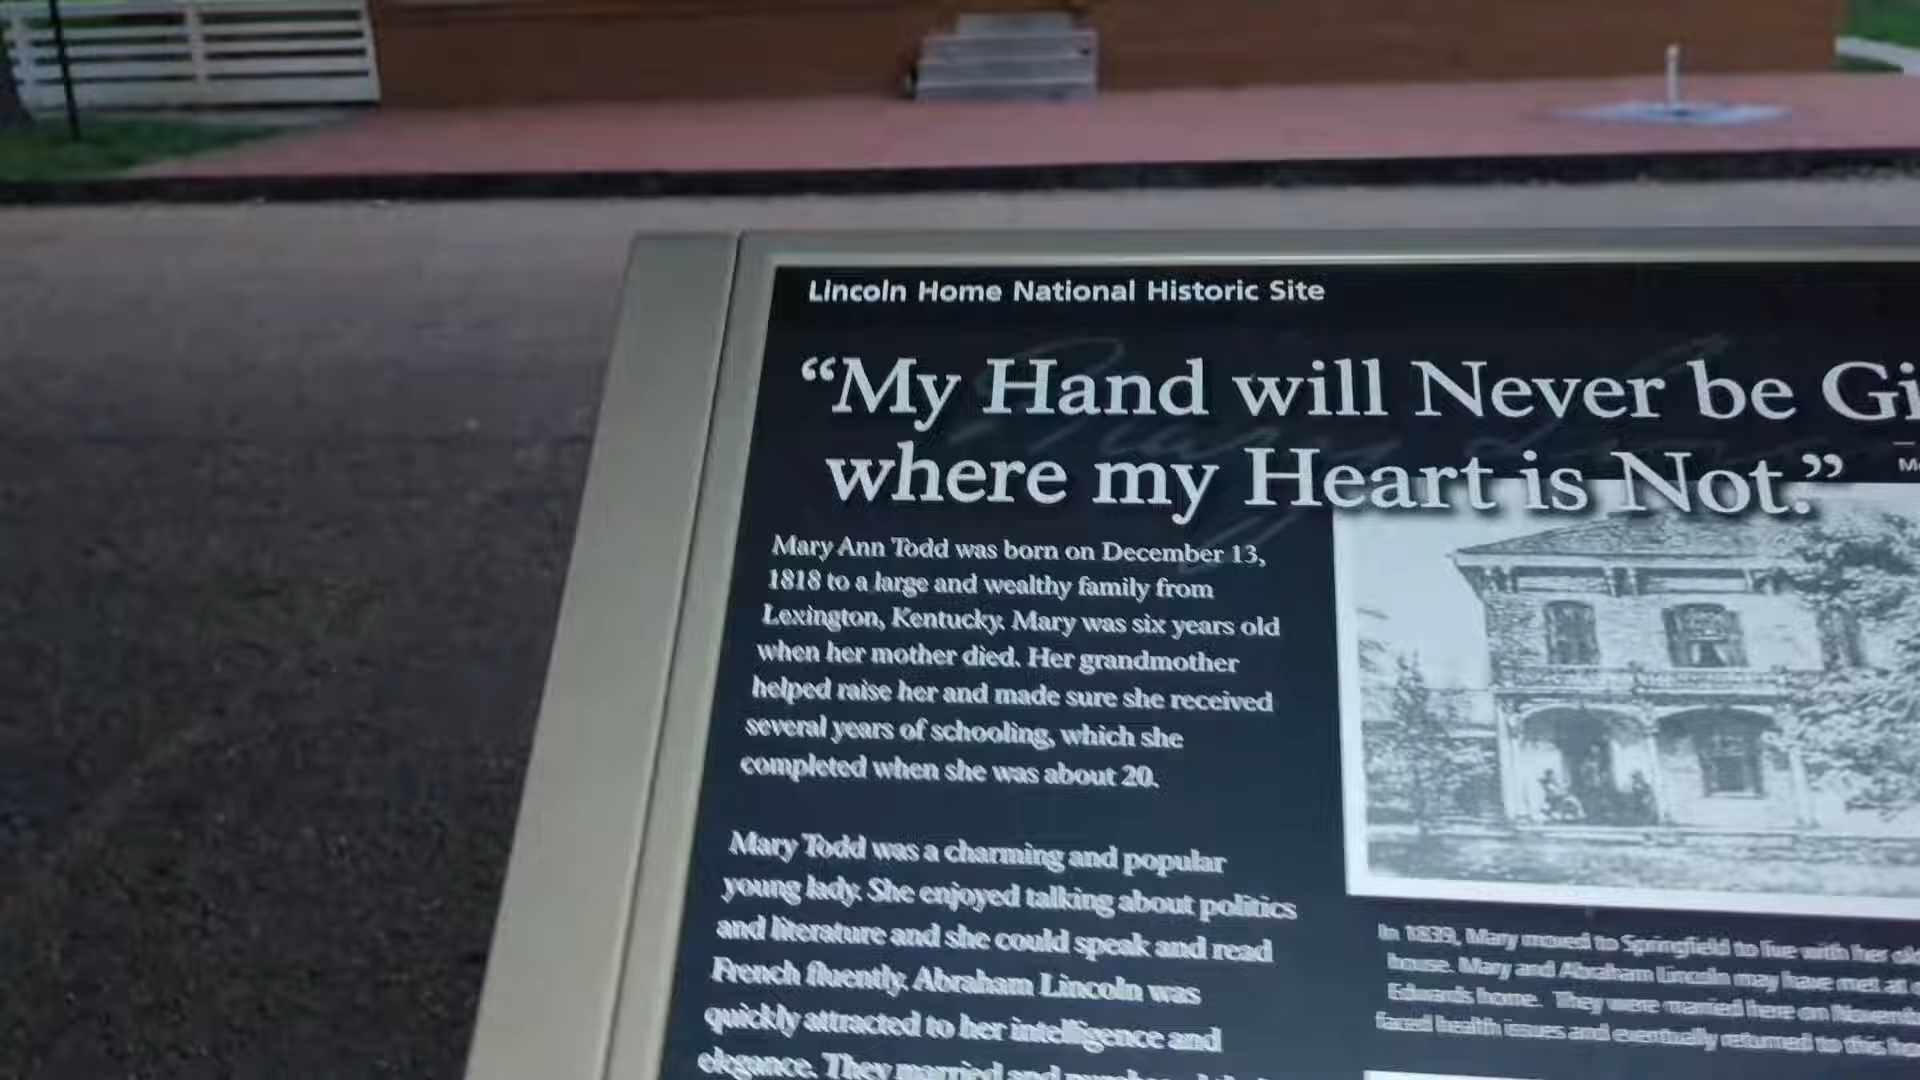 Lincoln Home National Historic Site
“My Hand will Never be Gi
where my Heart is Not.”
Mary Ann Todd was born on December 13,
1818 to a large and wealthy family from
Lexington, Kentucky. Mary was six years old
when her mother died. Her grandmother
helped raise her and made sure she received
several years of schooling, which she
completed when she was about 20.
Mary Todd was a charming and popular
young lady. She enjoyed talking about politics
and literature and she could speak and read
French fluently. Abraham Lincoln was
quickly attracted to her intelligence and
elegance. They married and
In 1839, Mary moved to Springfield to live with her
house. Mary and Abraham Lincoln may have met at
Edwards home. They were married here on
faced health issues and eventually returned to this